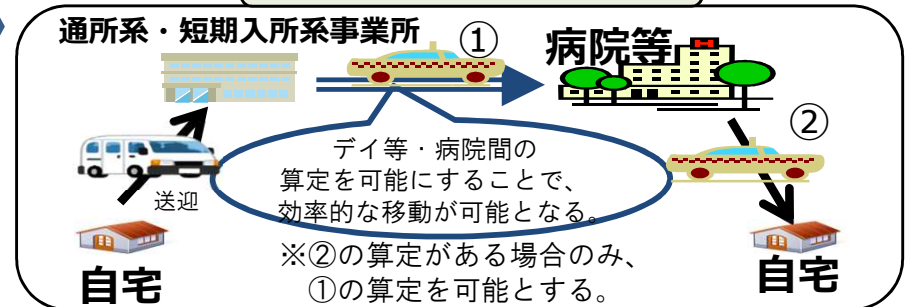 通所系・短期入所系事業所
①
病院等
H
②
デイ等・病院間の
算定を可能にすることで、
効率的な移動が可能となる。
送迎
※②の算定がある場合のみ、
①の算定を可能とする。
自宅
自宅